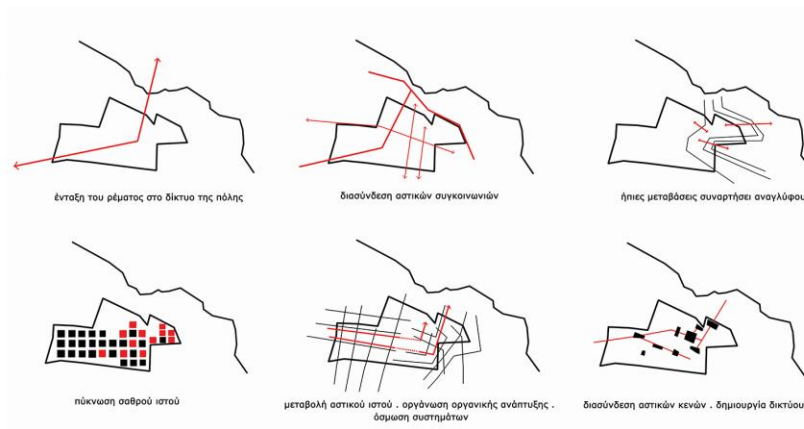 ένταξη του ρέματος στο δίκτυο της πόλης
διασύνδεση αστικών συγκοινωνιών
ήπιες μεταβάσεις συναρτήσει αναγλύφου
πύκνωση σαθρού ιστού
μεταβολή αστικού ιστού . οργάνωση οργανικής ανάπτυξης .
όσμωση συστημάτων
διασύνδεση αστικών κενών . δημιουργία δικτύου